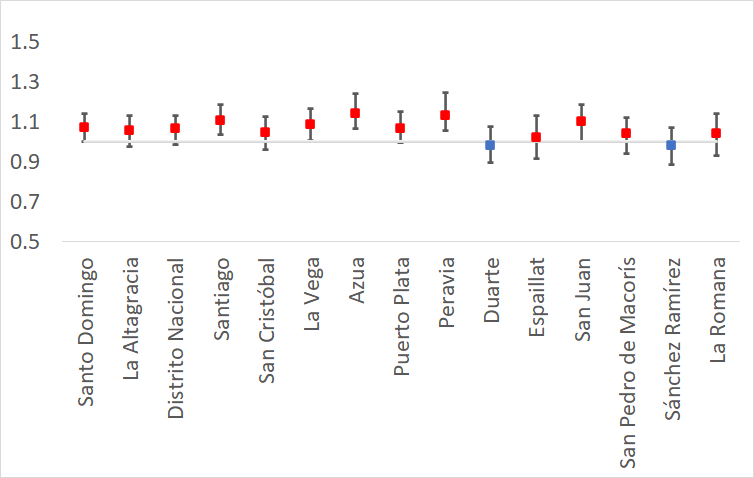 1.5
1.3
1.1
0.9
0.7
0.5
Santo Domingo
La Altagracia
Distrito Nacional
Santiago
San Cristóbal
La Vega
Azua
Puerto Plata
Peravia
Duarte
Espaillat
San Juan
San Pedro de Macorís
Sánchez Ramírez
La Romana